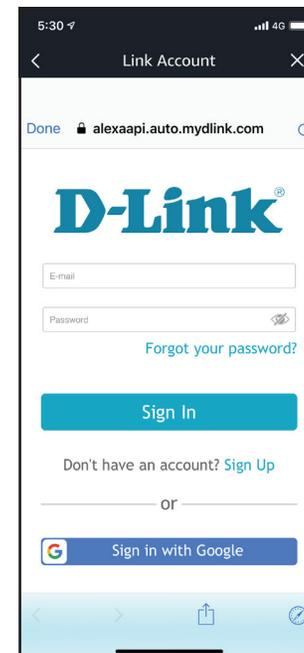 5:30
4G
Link Account
Done
alexaapi.auto.mydlink.com
D-Link®
E-mail
Password
Forgot your password?
Sign In
Don't have an account? Sign Up
or
G Sign in with Google